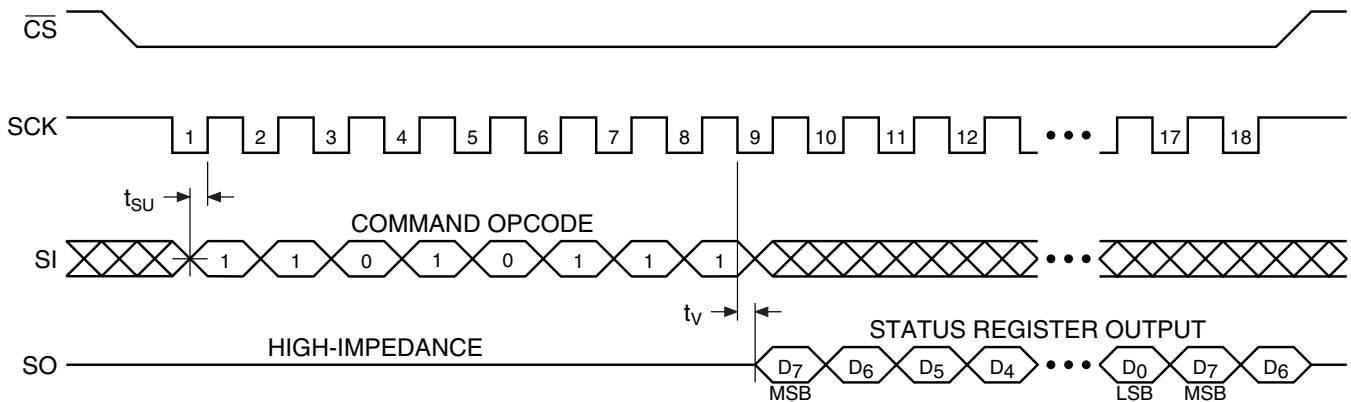 CS
SCK 1 2 3 4 5 6 7 8 9 10 11 12 17 18
tSU
COMMAND OPCODE
SI 1 1 0 1 0 1 1 1
tV
STATUS REGISTER OUTPUT
HIGH-IMPEDANCE
SO D7 D6 D5 D4 D0 D7 D6
MSB LSB MSB